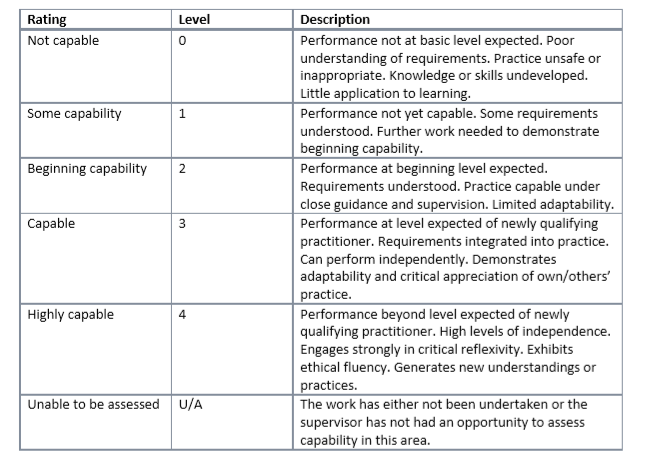 Rating Level Description
Not capable 0 Performance not at basic level expected. Poor
understanding of requirements. Practice unsafe or
inappropriate. Knowledge or skills undeveloped.
Little application to learning.
Some capability 1 Performance not yet capable. Some requirements
understood. Further work needed to demonstrate
beginning capability.
Beginning capability 2 Performance at beginning level expected.
Requirements understood. Practice capable under
close guidance and supervision. Limited adaptability.
Capable 3 Performance at level expected of newly qualifying
practitioner. Requirements integrated into practice.
Can perform independently. Demonstrates
adaptability and critical appreciation of own/others’
practice.
Highly capable 4 Performance beyond level expected of newly
qualifying practitioner. High levels of independence.
Engages strongly in critical reflexivity. Exhibits
ethical fluency. Generates new understandings or
practices.
Unable to be assessed U/A The work has either not been undertaken or the
supervisor has not had an opportunity to assess
capability in this area.